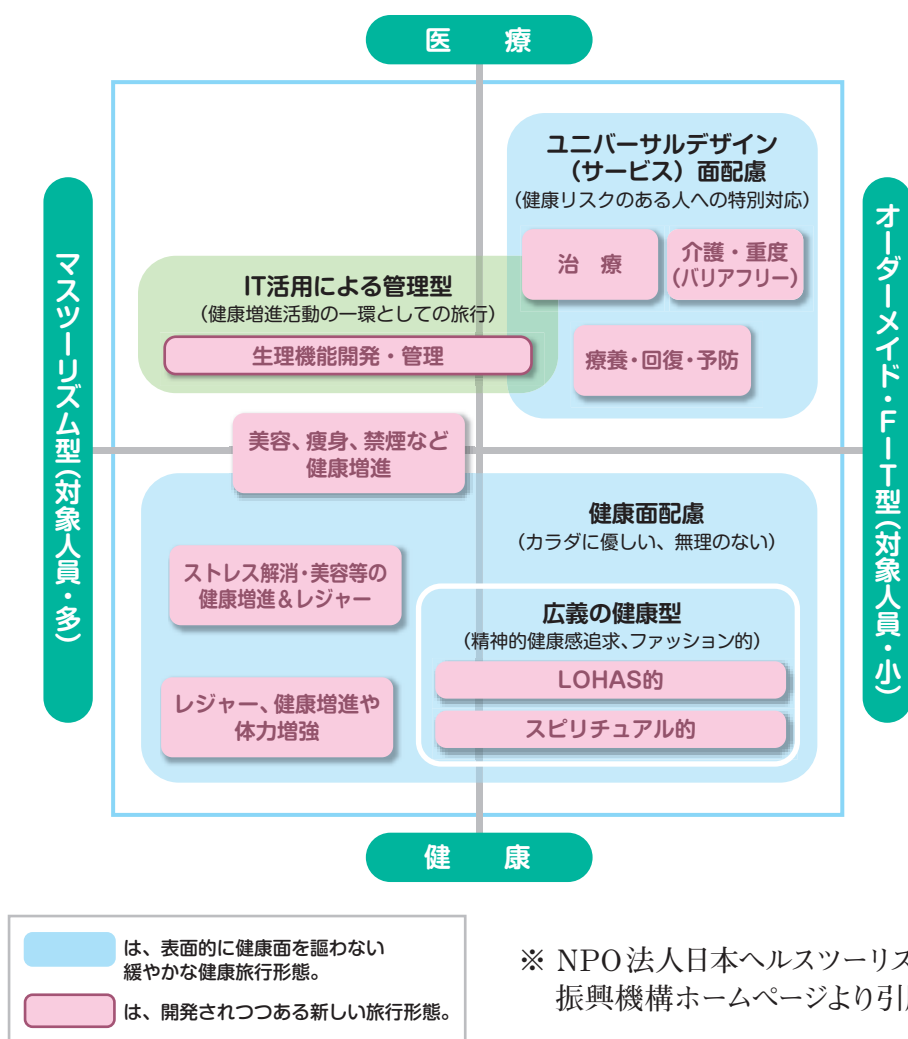 医 療
マスツーリズム型(対象人員・多)
オーダーメイド・FIT型(対象人員・小)
ユニバーサルデザイン
(サービス)面配慮
(健康リスクのある人への特別対応)
治 療
介護・重度
(バリアフリー)
療養・回復・予防
IT活用による管理型
(健康増進活動の一環としての旅行)
生理機能開発・管理
美容、痩身、禁煙など
健康増進
健康面配慮
(カラダに優しい、無理のない)
ストレス解消・美容等の
健康増進&レジャー
広義の健康型
(精神的健康感追求、ファッション的)
LOHAS的
スピリチュアル的
レジャー、健康増進や
体力増強
健 康
は、表面的に健康面を謳わない
緩やかな健康旅行形態。
は、開発されつつある新しい旅行形態。
※ NPO法人日本ヘルスツーリズ
振興機構ホームページより引